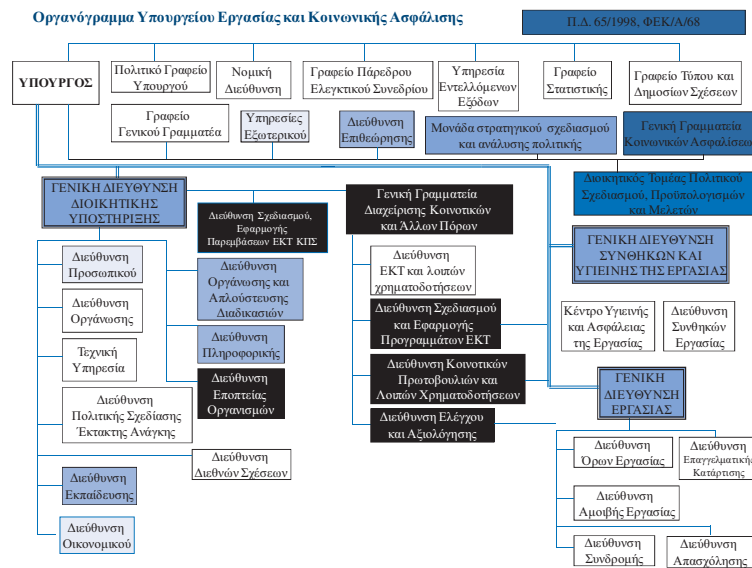 Οργανόγραμμα Υπουργείου Εργασίας και Κοινωνικής Ασφάλισης
Π.Δ. 65/1998, ΦΕΚ/Α/68
ΥΠΟΥΡΓΟΣ
Πολιτικό Γραφείο
Υπουργού
Νομική
Διεύθυνση
Γραφείο Πάρεδρου
Ελεγκτικού Συνεδρίου
Υπηρεσία
Εντελλόμενων
Εξόδων
Γραφείο
Στατιστικής
Γραφείο Τύπου και
Δημοσίων Σχέσεων
Γραφείο
Γενικού Γραμματέα
Υπηρεσίες
Εξωτερικού
Διεύθυνση
Επιθεώρησης
Μονάδα στρατηγικού σχεδιασμού
και ανάλυσης πολιτικής
Γενική Γραμματεία
Κοινωνικών Ασφαλίσεων
ΓΕΝΙΚΗ ΔΙΕΥΘΥΝΣΗ
ΔΙΟΙΚΗΤΙΚΗΣ
ΥΠΟΣΤΗΡΙΞΗΣ
Διεύθυνση Σχεδιασμού,
Εφαρμογής
Παρεμβάσεων ΕΚΤ ΚΠΣ
Γενική Γραμματεία
Διαχείρισης Κοινοτικών
και Άλλων Πόρων
Διοικητικός Τομέας Πολιτικού
Σχεδιασμού, Προϋπολογισμών
και Μελετών
ΓΕΝΙΚΗ ΔΙΕΥΘΥΝΣΗ
ΣΥΝΘΗΚΩΝ ΚΑΙ
ΥΓΙΕΙΝΗΣ ΤΗΣ ΕΡΓΑΣΙΑΣ
Διεύθυνση
Προσωπικού
Διεύθυνση
Οργάνωσης και
Απλούστευσης
Διαδικασιών
Διεύθυνση
ΕΚΤ και λοιπών
χρηματοδοτήσεων
Διεύθυνση
Οργάνωσης
Διεύθυνση
Πληροφορικής
Διεύθυνση Σχεδιασμού
και Εφαρμογής
Προγραμμάτων ΕΚΤ
Κέντρο Υγιεινής
και Ασφάλειας
της Εργασίας
Διεύθυνση
Συνθηκών
Εργασίας
Τεχνική
Υπηρεσία
Διεύθυνση
Εποπτείας
Οργανισμών
Διεύθυνση Κοινοτικών
Πρωτοβουλιών και
Λοιπών Χρηματοδοτήσεων
ΓΕΝΙΚΗ
ΔΙΕΥΘΥΝΣΗ
ΕΡΓΑΣΙΑΣ
Διεύθυνση
Πολιτικής Σχεδίασης
Έκτακτης Ανάγκης
Διεύθυνση Ελέγχου
και Αξιολόγησης
Διεύθυνση
Διεθνών Σχέσεων
Διεύθυνση
Όρων Εργασίας
Διεύθυνση
Επαγγελματικής
Κατάρτισης
Διεύθυνση
Εκπαίδευσης
Διεύθυνση
Αμοιβής Εργασίας
Διεύθυνση
Οικονομικού
Διεύθυνση
Συνδρομής
Διεύθυνση
Απασχόλησης